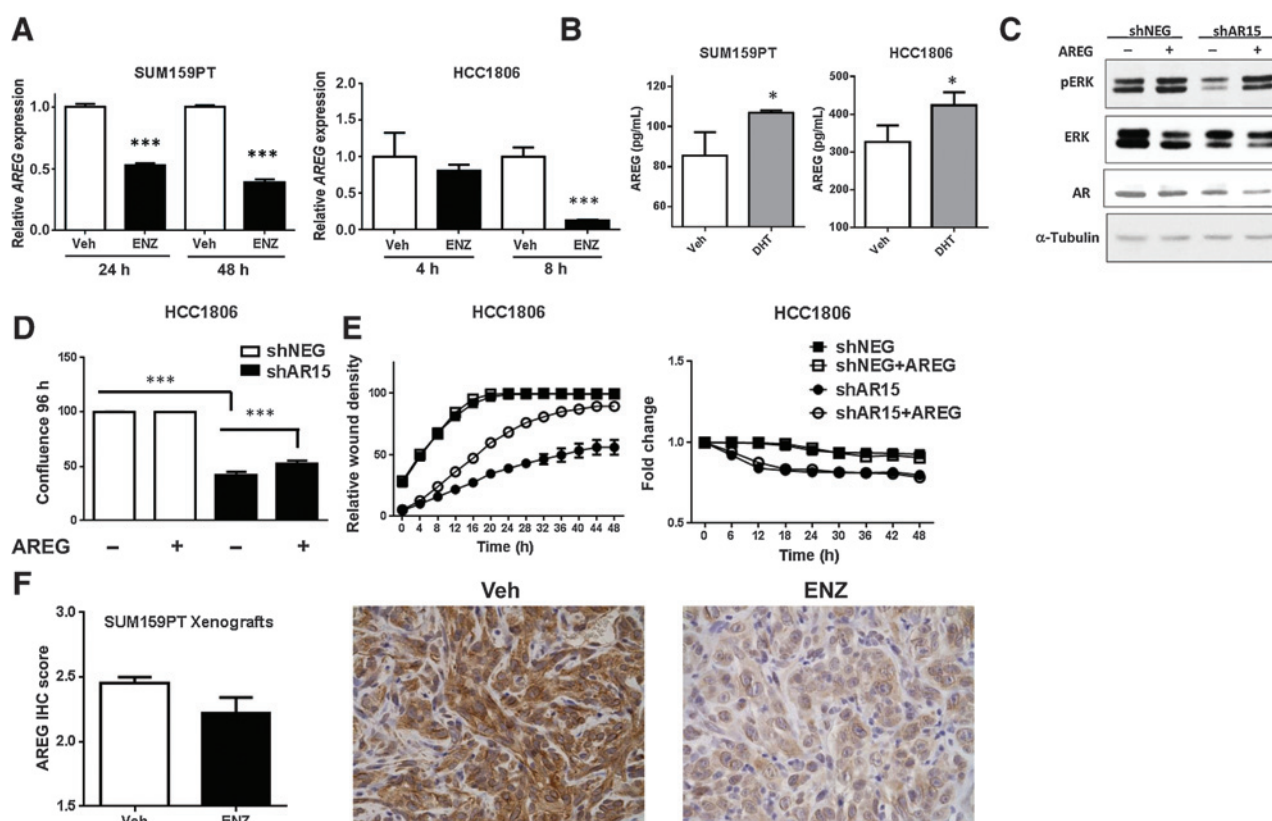 A
SUM159PT
HCC1806
Relative AREG expression
1.0
0.5
0.0
***
***
Veh
ENZ
Veh
ENZ
24 h
48 h
Relative AREG expression
2.0
1.5
1.0
0.5
0.0
***
Veh
ENZ
Veh
ENZ
4 h
8 h
B
SUM159PT
HCC1806
AREG (pg/mL)
120
100
80
60
*
Veh
DHT
AREG (pg/mL)
500
400
300
200
100
*
Veh
DHT
C
shNEG
shAR15
AREG
– + – +
pERK
ERK
AR
α-Tubulin
D
HCC1806
shNEG
shAR15
Confluence 96 h
150
100
50
0
***
***
AREG – + – +
E
HCC1806
Relative wound density
100
50
0
0 4 8 12 16 20 24 28 32 36 40 44 48
Time (h)
HCC1806
shNEG
shNEG+AREG
shAR15
shAR15+AREG
Fold change
1.5
1.0
0.5
0 6 12 18 24 30 36 42 48
Time (h)
F
SUM159PT Xenografts
AREG IHC score
3.0
2.5
2.0
1.5
Veh
ENZ
Veh
ENZ